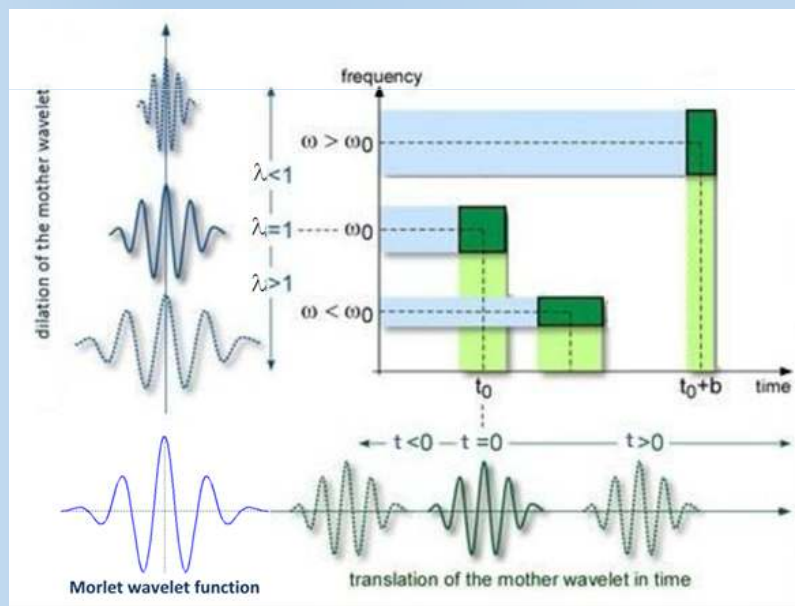 dilation of the mother wavelet
frequency
ω > ω0
λ<1
λ=1
ω0
λ>1
ω < ω0
t0
t0+b
time
t<0
t=0
t>0
Morlet wavelet function
translation of the mother wavelet in time